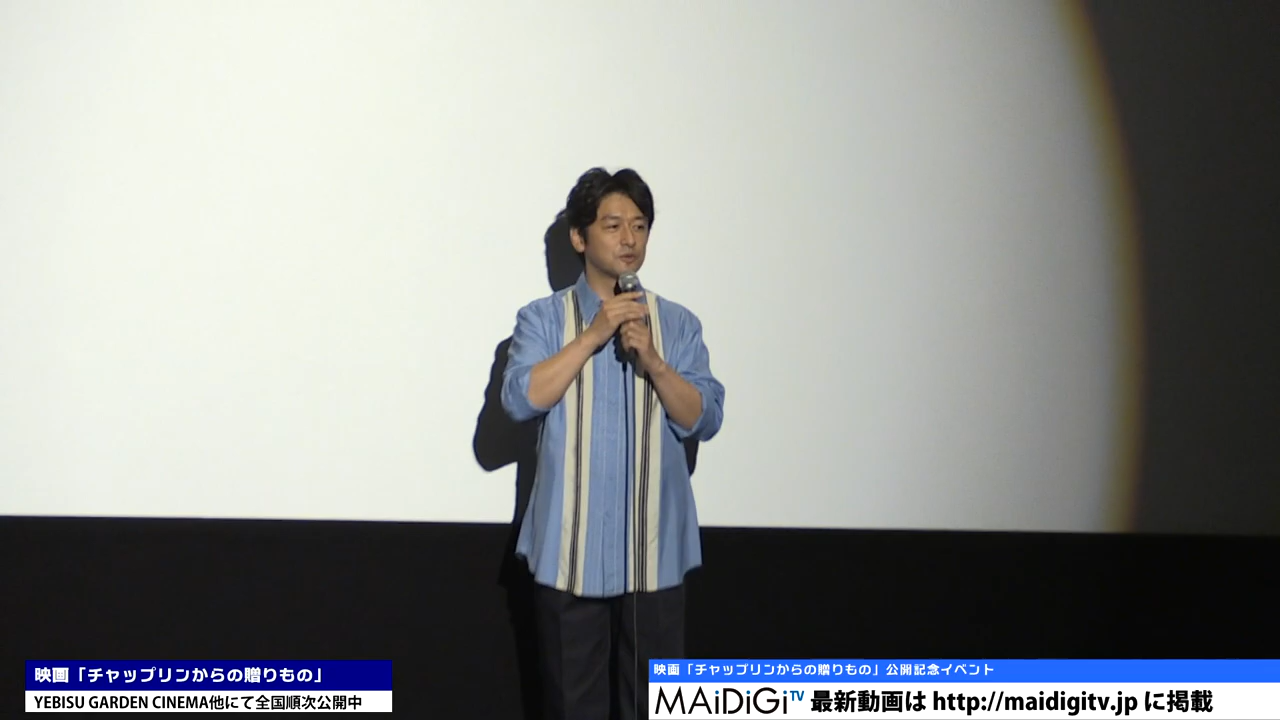 映画「チャップリンからの贈りもの」
YEBISU GARDEN CINEMA他にて全国順次公開中
映画「チャップリンからの贈りもの」公開記念イベント
MAiDiGiTV 最新動画は http://maidigitv.jp に掲載